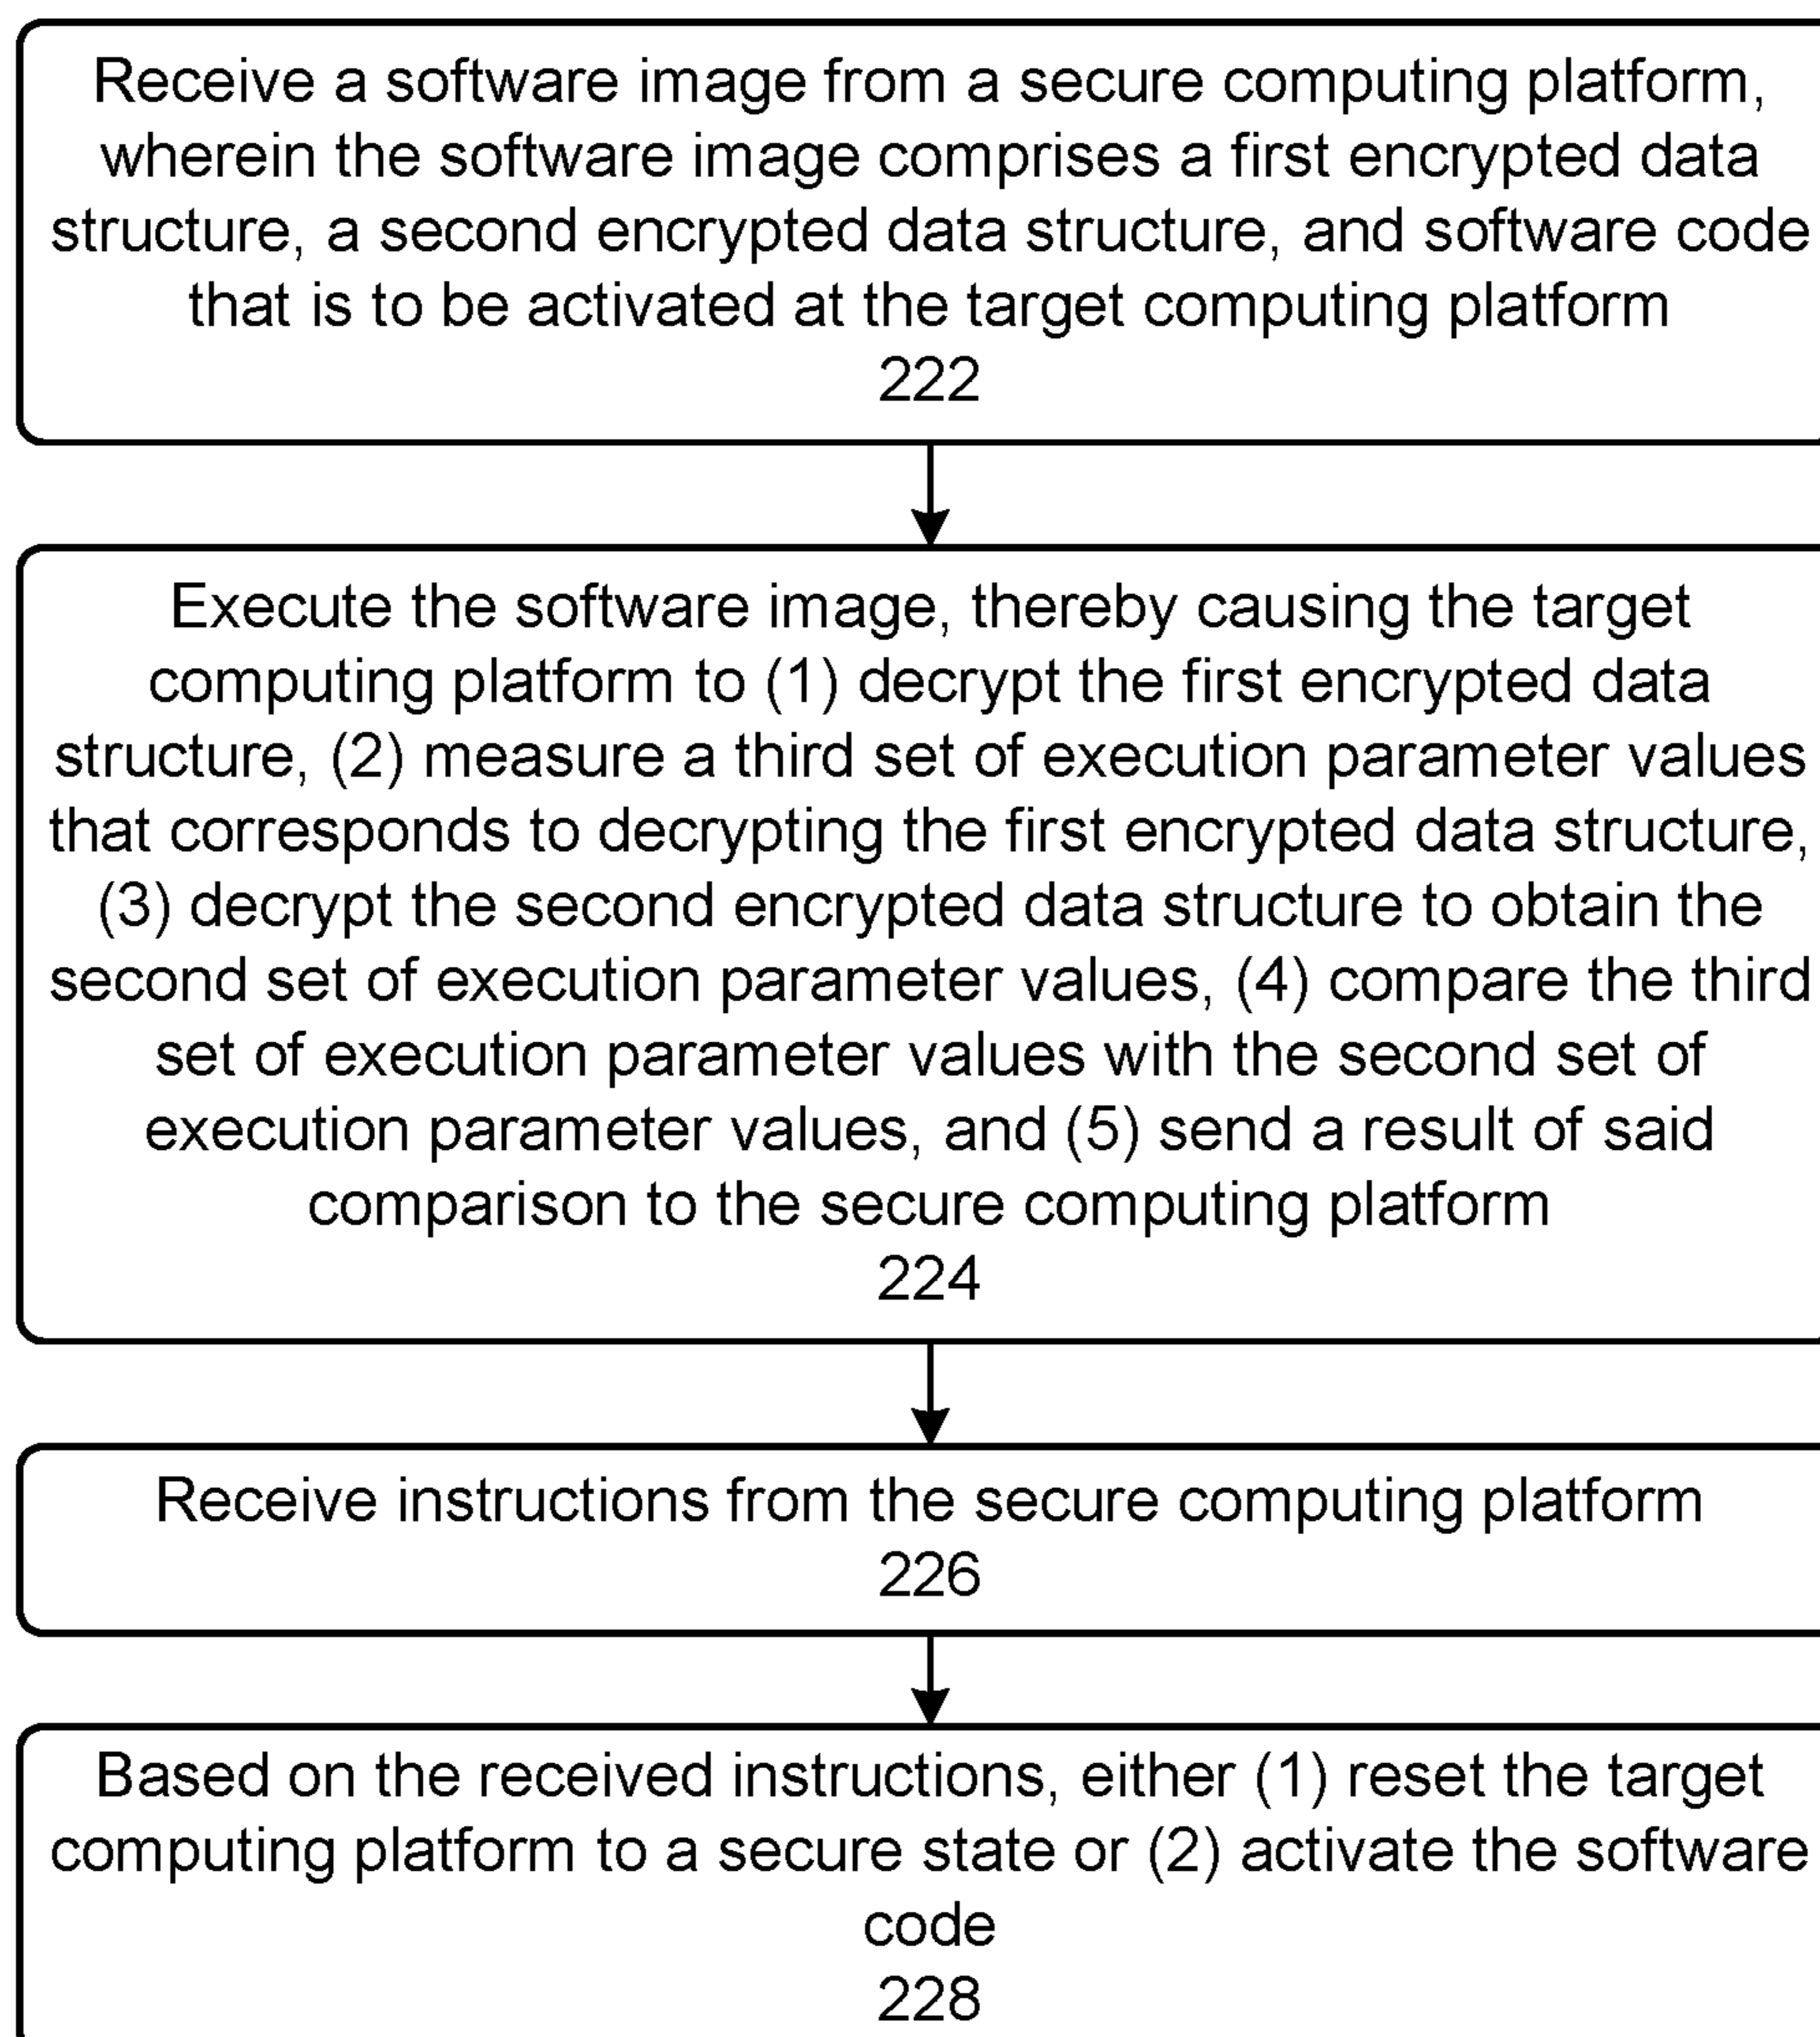 Receive a software image from a secure computing platform,
wherein the software image comprises a first encrypted data
structure, a second encrypted data structure, and software code
that is to be activated at the target computing platform
222
Execute the software image, thereby causing the target
computing platform to (1) decrypt the first encrypted data
structure, (2) measure a third set of execution parameter values
that corresponds to decrypting the first encrypted data structure,
(3) decrypt the second encrypted data structure to obtain the
second set of execution parameter values, (4) compare the third
set of execution parameter values with the second set of
execution parameter values, and (5) send a result of said
comparison to the secure computing platform
224
Receive instructions from the secure computing platform
226
Based on the received instructions, either (1) reset the target
computing platform to a secure state or (2) activate the software
code
228